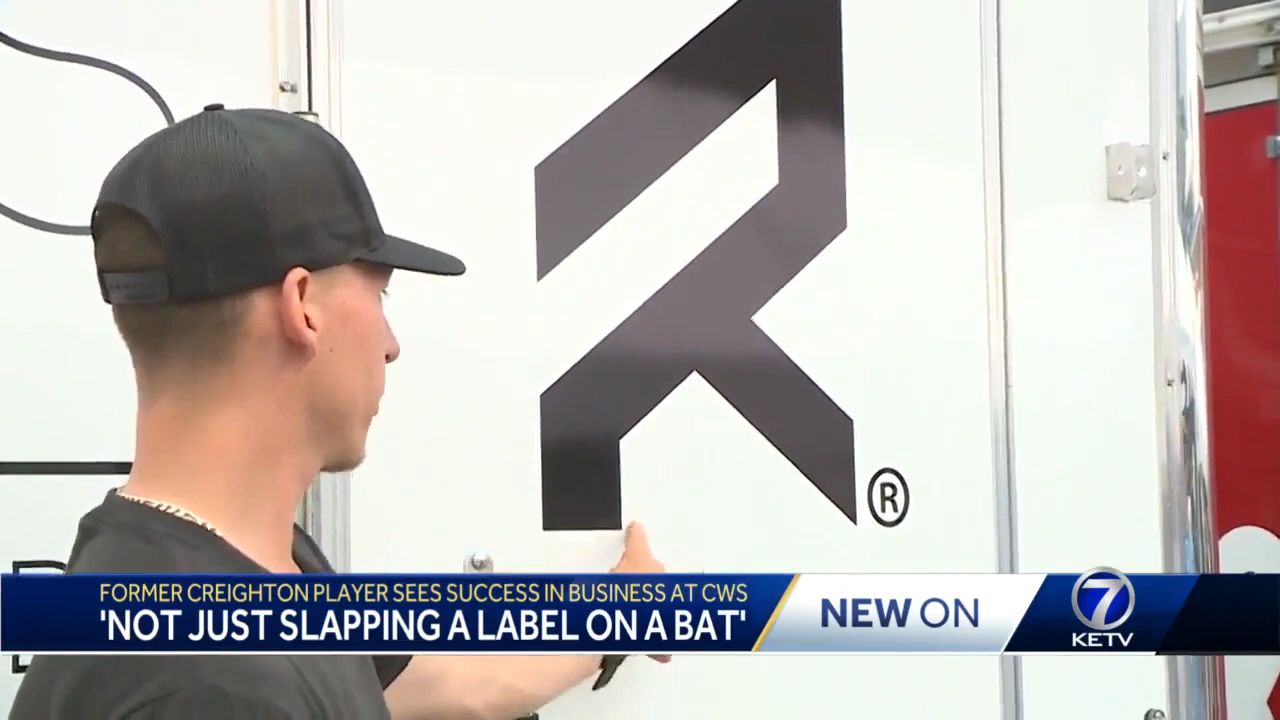 R
®
FORMER CREIGHTON PLAYER SEES SUCCESS IN BUSINESS AT CWS
'NOT JUST SLAPPING A LABEL ON A BAT'
NEW ON
7
KETV